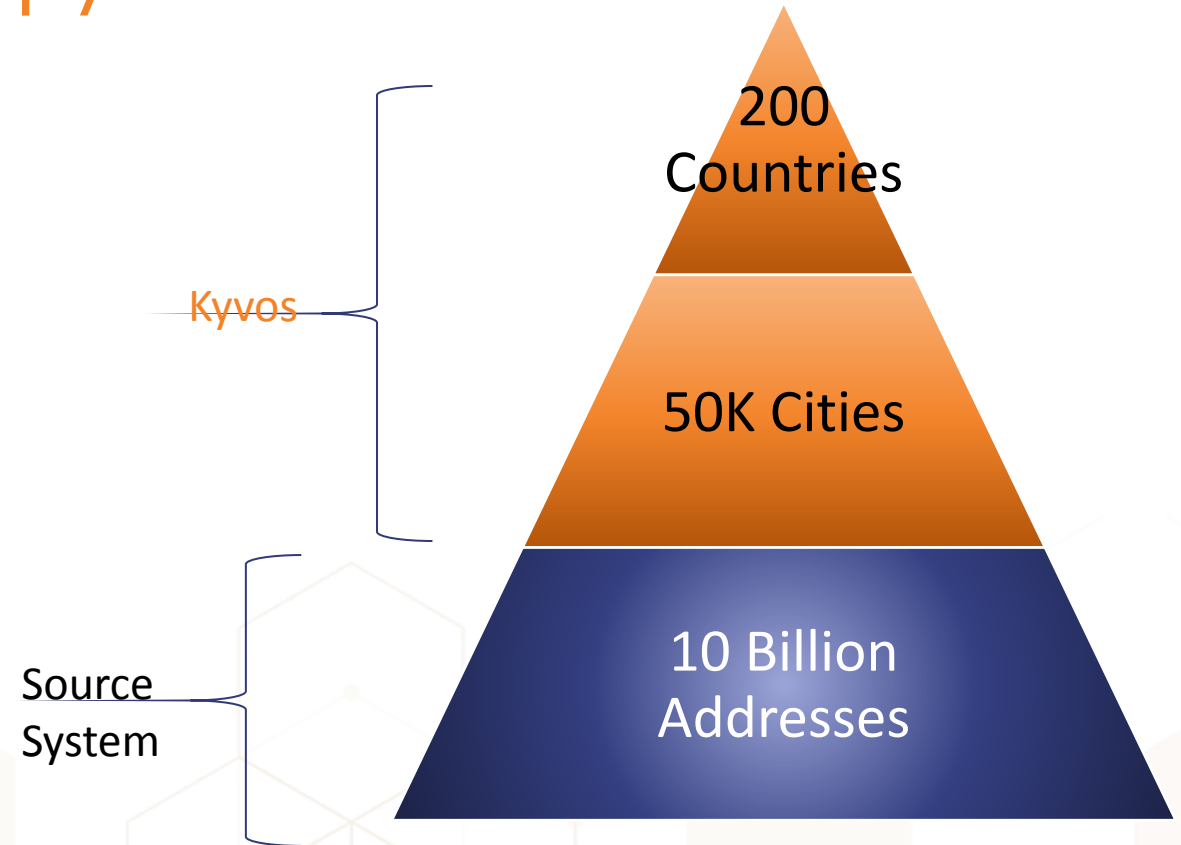 200
Countries
Kyvos
50K Cities
10 Billion
Addresses
Source
System